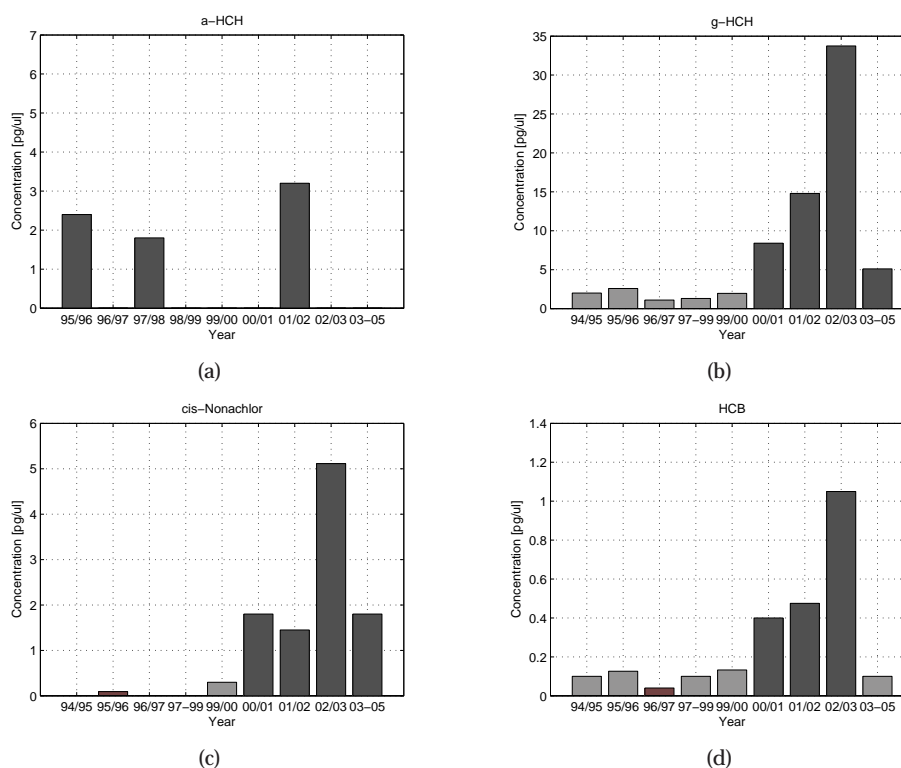 a−HCH
7
6
5
4
3
2
1
0
Concentration [pg/ul]
95/96 96/97 97/98 98/99 99/00 00/01 01/02 02/03 03−05
Year
(a)
g−HCH
35
30
25
20
15
10
5
0
Concentration [pg/ul]
94/95 95/96 96/97 97−99 99/00 00/01 01/02 02/03 03−05
Year
(b)
cis−Nonachlor
6
5
4
3
2
1
0
Concentration [pg/ul]
94/95 95/96 96/97 97−99 99/00 00/01 01/02 02/03 03−05
Year
(c)
HCB
1.4
1.2
1
0.8
0.6
0.4
0.2
0
Concentration [pg/ul]
94/95 95/96 96/97 97−99 99/00 00/01 01/02 02/03 03−05
Year
(d)